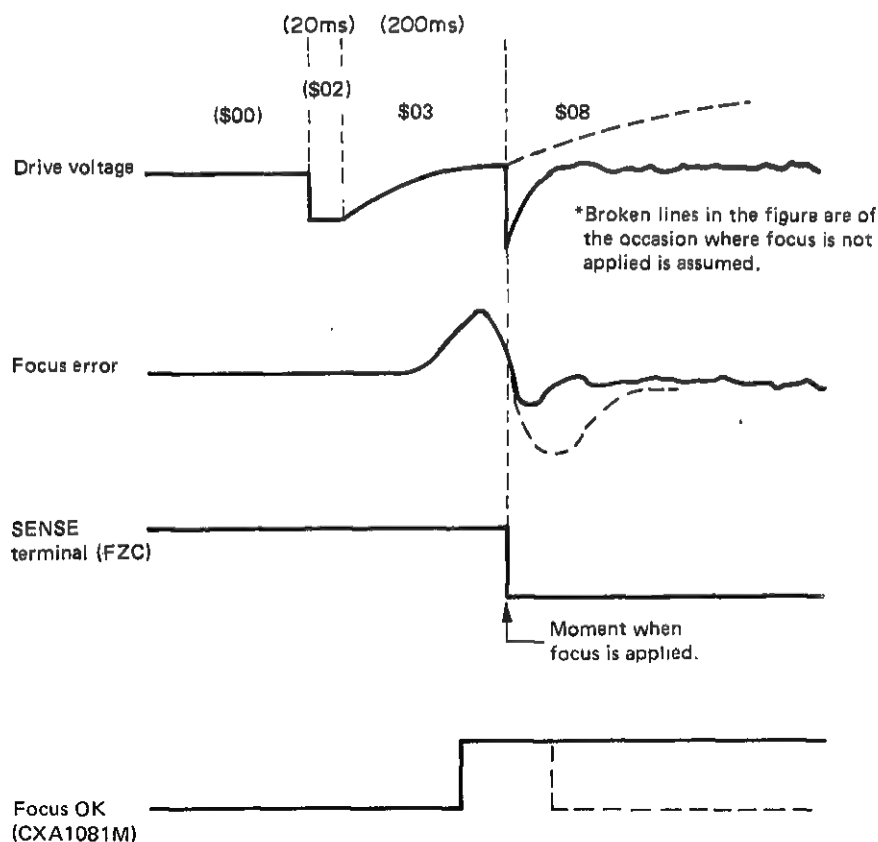 (20ms) (200ms)
($02)
($00) $03 $08
Drive voltage
*Broken lines in the figure are of
the occasion where focus is not
applied is assumed.
Focus error
SENSE
terminal (FZC)
Moment when
focus is applied.
Focus OK
(CXA1081M)